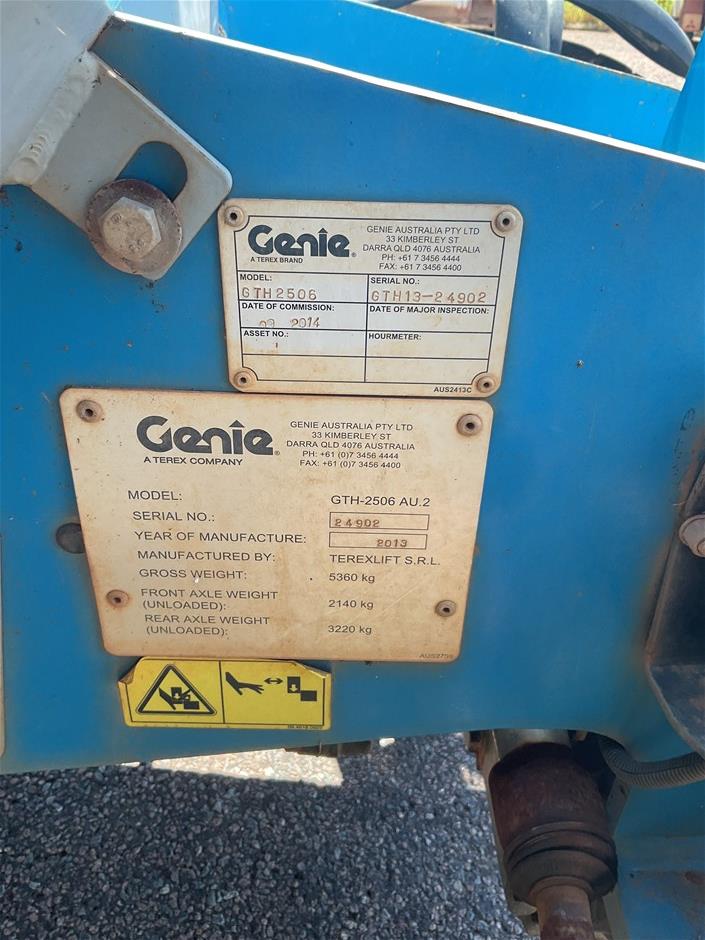 Genie
A TEREX BRAND
GENIE AUSTRALIA PTY LTD
33 KIMBERLEY ST
DARRA QLD 4076 AUSTRALIA
PH: +61 7 3456 4444
FAX: +61 7 3456 4400
MODEL: SERIAL NO.:
GTH2506 GTH13-24902
DATE OF COMMISSION: DATE OF MAJOR INSPECTION:
09 2014
ASSET NO.: HOURMETER:
AUS2413C
Genie
A TEREX COMPANY
GENIE AUSTRALIA PTY LTD
33 KIMBERLEY ST
DARRA QLD 4076 AUSTRALIA
PH: +61 (0)7 3456 4444
FAX: +61 (0)7 3456 4400
MODEL: GTH-2506 AU.2
SERIAL NO.: 24902
YEAR OF MANUFACTURE: 2013
MANUFACTURED BY: TEREXLIFT S.R.L.
GROSS WEIGHT: 5360 kg
FRONT AXLE WEIGHT
(UNLOADED): 2140 kg
REAR AXLE WEIGHT
(UNLOADED): 3220 kg